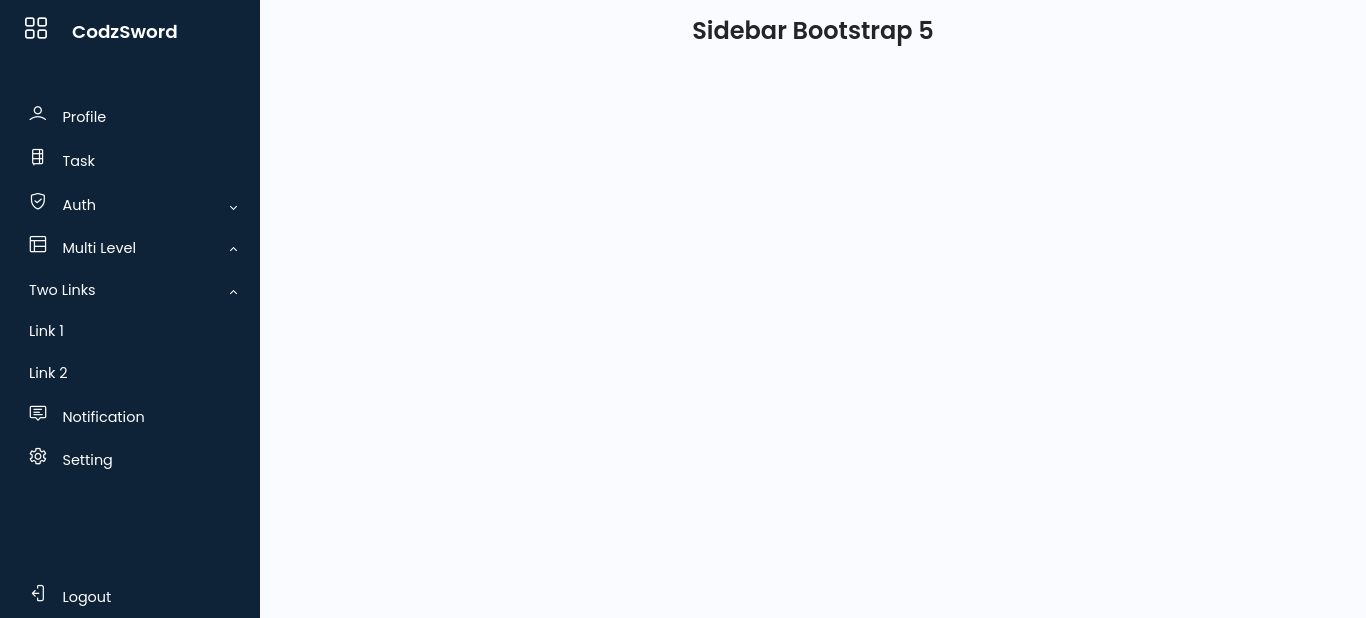 CodzSword
Sidebar Bootstrap 5
Profile
Task
Auth
Multi Level
Two Links
Link 1
Link 2
Notification
Setting
Logout